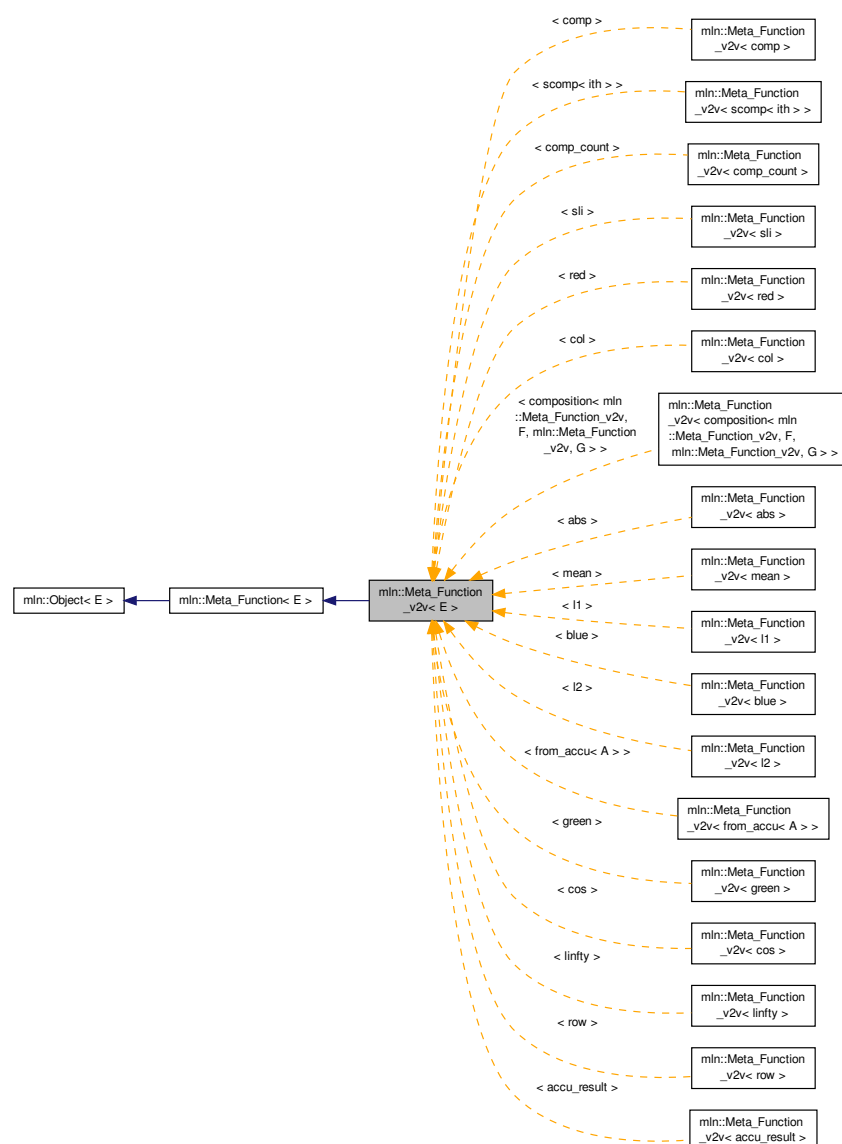 < comp >
mln::Meta_Function
_v2v< comp >
< scomp< ith > >
mln::Meta_Function
_v2v< scomp< ith > >
< comp_count >
mln::Meta_Function
_v2v< comp_count >
< sli >
mln::Meta_Function
_v2v< sli >
< red >
mln::Meta_Function
_v2v< red >
< col >
mln::Meta_Function
_v2v< col >
< composition< mln
::Meta_Function_v2v,
F, mln::Meta_Function
_v2v, G > >
mln::Meta_Function
_v2v< composition< mln
::Meta_Function_v2v, F,
mln::Meta_Function_v2v, G > >
< abs >
mln::Meta_Function
_v2v< abs >
< mean >
mln::Meta_Function
_v2v< mean >
mln::Object< E >
mln::Meta_Function< E >
mln::Meta_Function
_v2v< E >
< l1 >
mln::Meta_Function
_v2v< l1 >
< blue >
mln::Meta_Function
_v2v< blue >
< l2 >
mln::Meta_Function
_v2v< l2 >
< from_accu< A > >
mln::Meta_Function
_v2v< from_accu< A > >
< green >
mln::Meta_Function
_v2v< green >
< cos >
mln::Meta_Function
_v2v< cos >
< linfty >
mln::Meta_Function
_v2v< linfty >
< row >
mln::Meta_Function
_v2v< row >
< accu_result >
mln::Meta_Function
_v2v< accu_result >